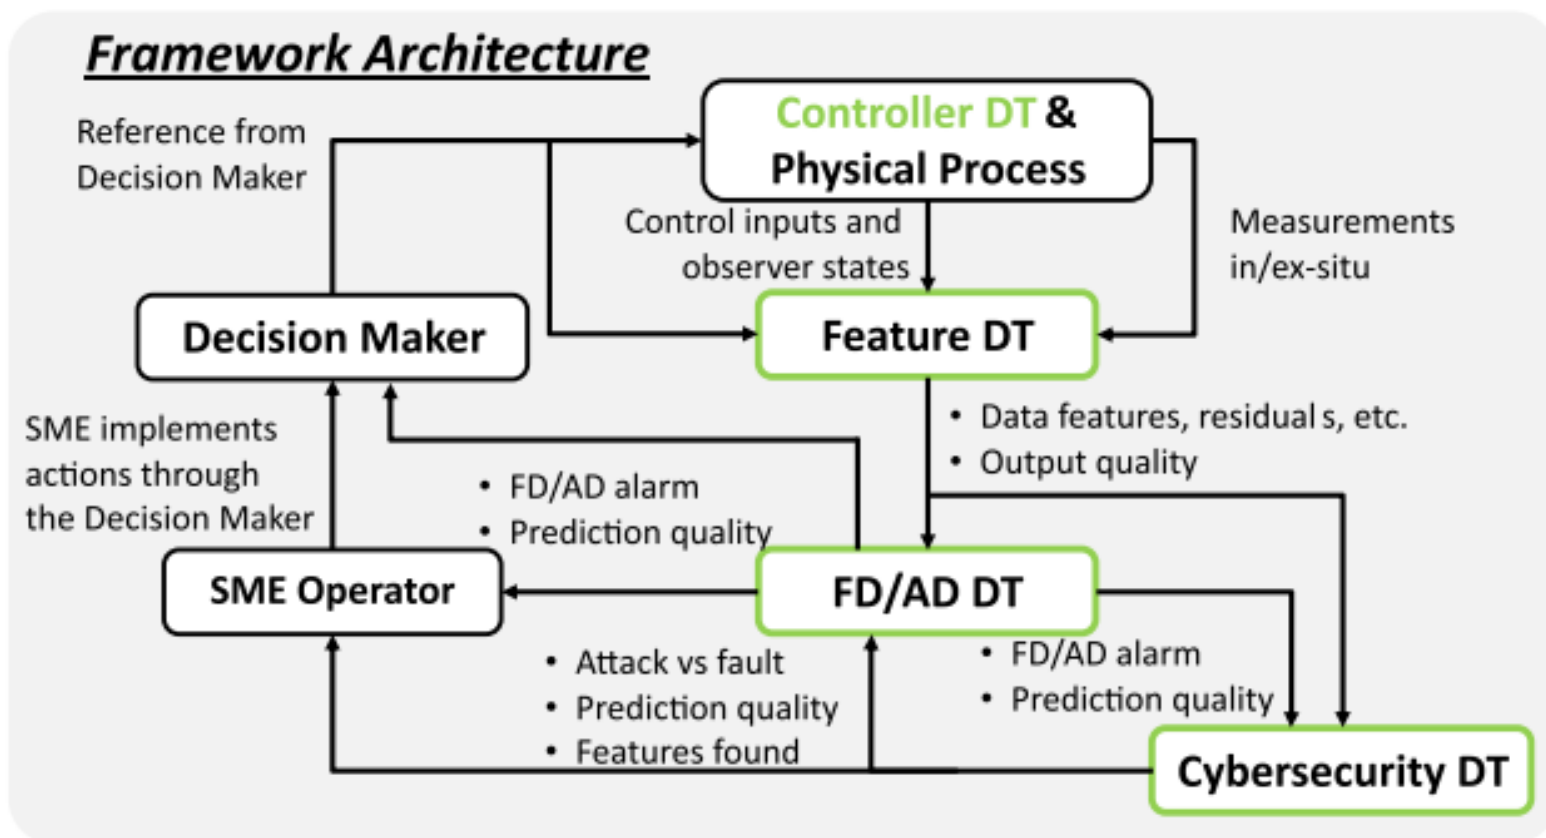 Framework Architecture
Reference from
Decision Maker
Controller DT &
Physical Process
Control inputs and
observer states
Measurements
in/ex-situ
Decision Maker
Feature DT
SME implements
actions through
the Decision Maker
• Data features, residuals, etc.
• Output quality
• FD/AD alarm
• Prediction quality
SME Operator
FD/AD DT
• Attack vs fault
• Prediction quality
• Features found
• FD/AD alarm
• Prediction quality
Cybersecurity DT